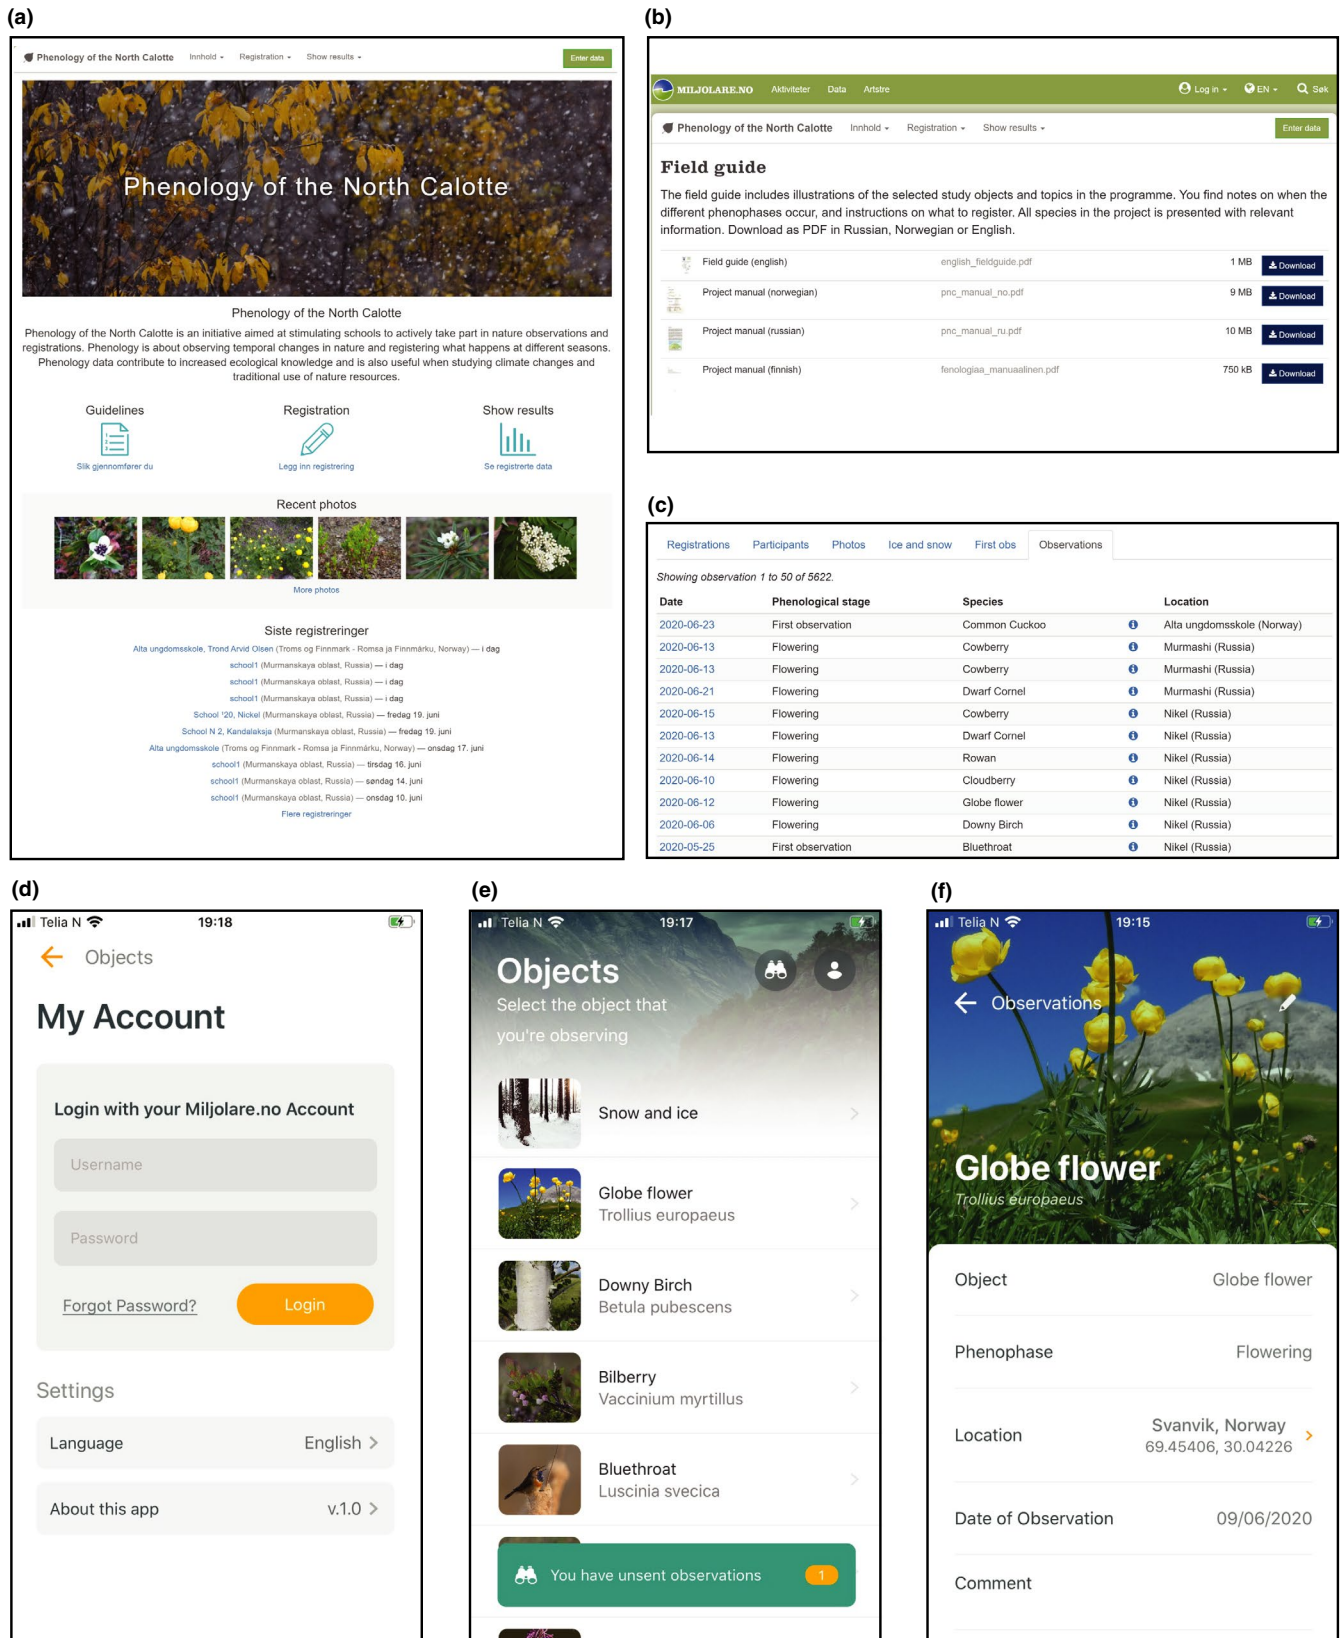 (a)
Phenology of the North Calotte Innhold Registration Show results Enter data
Phenology of the North Calotte
Phenology of the North Calotte
Phenology of the North Calotte is an initiative aimed at stimulating schools to actively take part in nature observations and
registrations. Phenology is about observing temporal changes in nature and registering what happens at different seasons.
Phenology data contribute to increased ecological knowledge and is also useful when studying climate changes and
traditional use of nature resources.
Guidelines Registration Show results
Slik gjennomfører du Legg inn registrering Se registrerte data
Recent photos
More photos
Siste registreringer
Alta ungdomsskole, Trond Arvid Olsen (Troms og Finnmark - Romsa ja Finnmárku, Norway) — i dag
school1 (Murmanskaya oblast, Russia) — i dag
school1 (Murmanskaya oblast, Russia) — i dag
school1 (Murmanskaya oblast, Russia) — i dag
School '20, Nickel (Murmanskaya oblast, Russia) — fredag 19. juni
School N 2, Kandalaksja (Murmanskaya oblast, Russia) — fredag 19. juni
Alta ungdomsskole (Troms og Finnmark - Romsa ja Finnmárku, Norway) — onsdag 17. juni
school1 (Murmanskaya oblast, Russia) — tirsdag 16. juni
school1 (Murmanskaya oblast, Russia) — søndag 14. juni
school1 (Murmanskaya oblast, Russia) — onsdag 10. juni
Flere registreringer
(b)
MILJOLARE.NO Aktiviteter Data Artstre Log in EN Søk
Phenology of the North Calotte Innhold Registration Show results Enter data
Field guide
The field guide includes illustrations of the selected study objects and topics in the programme. You find notes on when the
different phenophases occur, and instructions on what to register. All species in the project is presented with relevant
information. Download as PDF in Russian, Norwegian or English.
Field guide (english) english_fieldguide.pdf 1 MB Download
Project manual (norwegian) pnc_manual_no.pdf 9 MB Download
Project manual (russian) pnc_manual_ru.pdf 10 MB Download
Project manual (finnish) fenologiaa_manuaalinen.pdf 750 kB Download
(c)
Registrations Participants Photos Ice and snow First obs Observations
Showing observation 1 to 50 of 5622.
Date Phenological stage Species Location
2020-06-23 First observation Common Cuckoo Alta ungdomsskole (Norway)
2020-06-13 Flowering Cowberry Murmashi (Russia)
2020-06-13 Flowering Cowberry Murmashi (Russia)
2020-06-21 Flowering Dwarf Cornel Murmashi (Russia)
2020-06-15 Flowering Cowberry Nikel (Russia)
2020-06-13 Flowering Dwarf Cornel Nikel (Russia)
2020-06-14 Flowering Rowan Nikel (Russia)
2020-06-10 Flowering Cloudberry Nikel (Russia)
2020-06-12 Flowering Globe flower Nikel (Russia)
2020-06-06 Flowering Downy Birch Nikel (Russia)
2020-05-25 First observation Bluethroat Nikel (Russia)
(d)
Telia N 19:18
Objects
My Account
Login with your Miljolare.no Account
Username
Password
Forgot Password? Login
Settings
Language English
About this app v.1.0
(e)
Telia N 19:17
Objects
Select the object that
you're observing
Snow and ice
Globe flower
Trollius europaeus
Downy Birch
Betula pubescens
Bilberry
Vaccinium myrtillus
Bluethroat
Luscinia svecica
You have unsent observations 1
(f)
Telia N 19:15
Observations
Globe flower
Trollius europaeus
Object Globe flower
Phenophase Flowering
Location Svanvik, Norway
69.45406, 30.04226
Date of Observation 09/06/2020
Comment